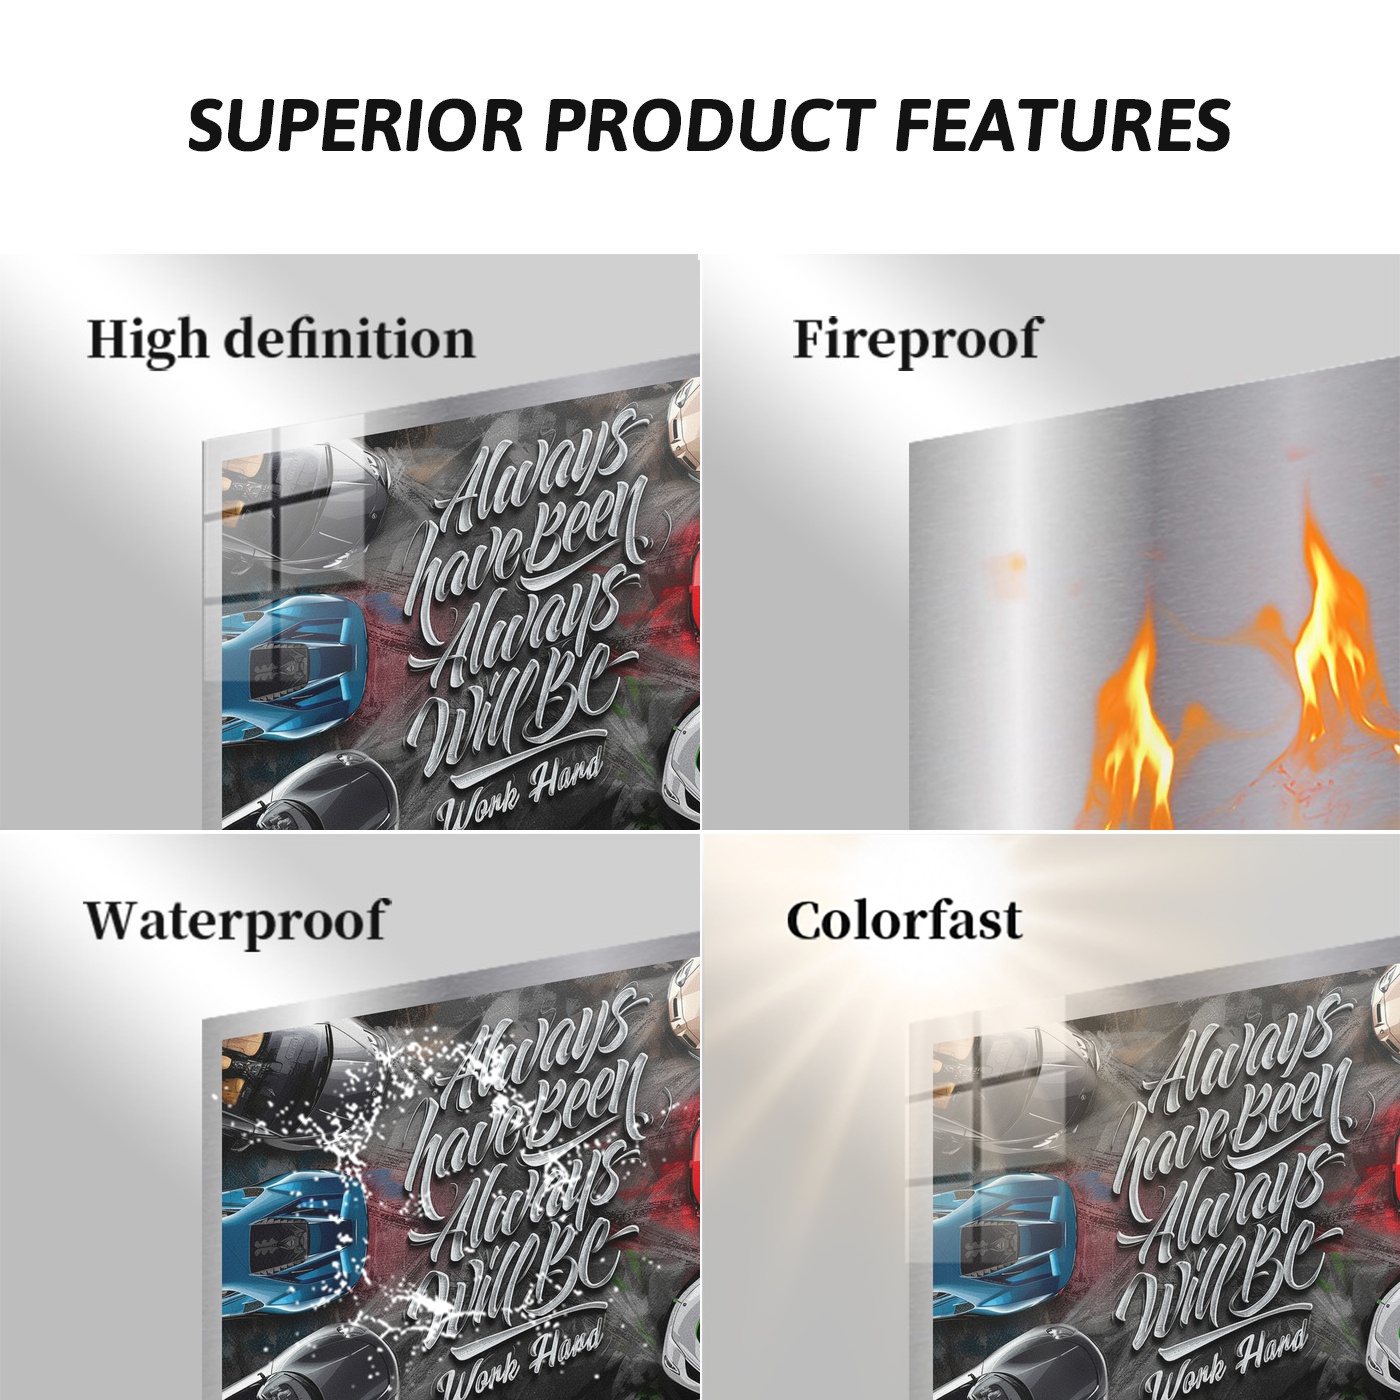 SUPERIOR PRODUCT FEATURES
High definition
Always
have Been
Always
Will Be
Work Hard
Fireproof
Waterproof
Always
have Been
Always
Will Be
Work Hard
Colorfast
Always
have Been
Always
Will Be
Work Hard